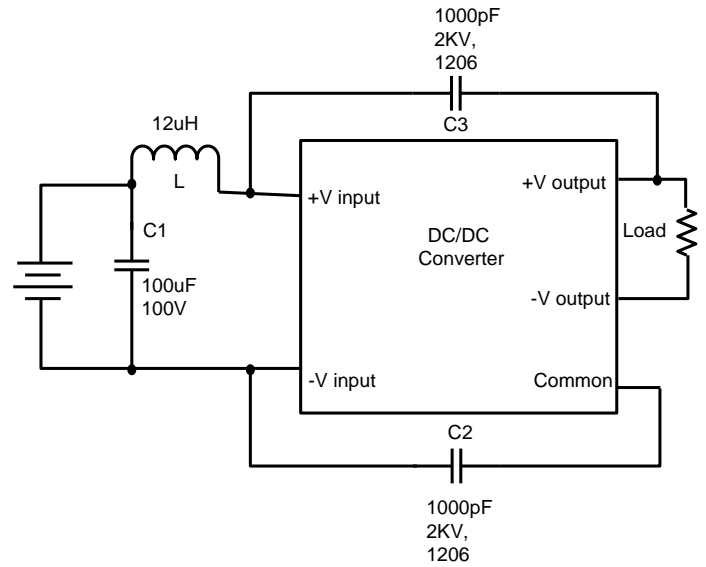 1000pF
2KV,
1206
C3
12uH
L
+V input
+V output
C1
DC/DC
Converter
Load
100uF
100V
-V output
-V input
Common
C2
1000pF
2KV,
1206